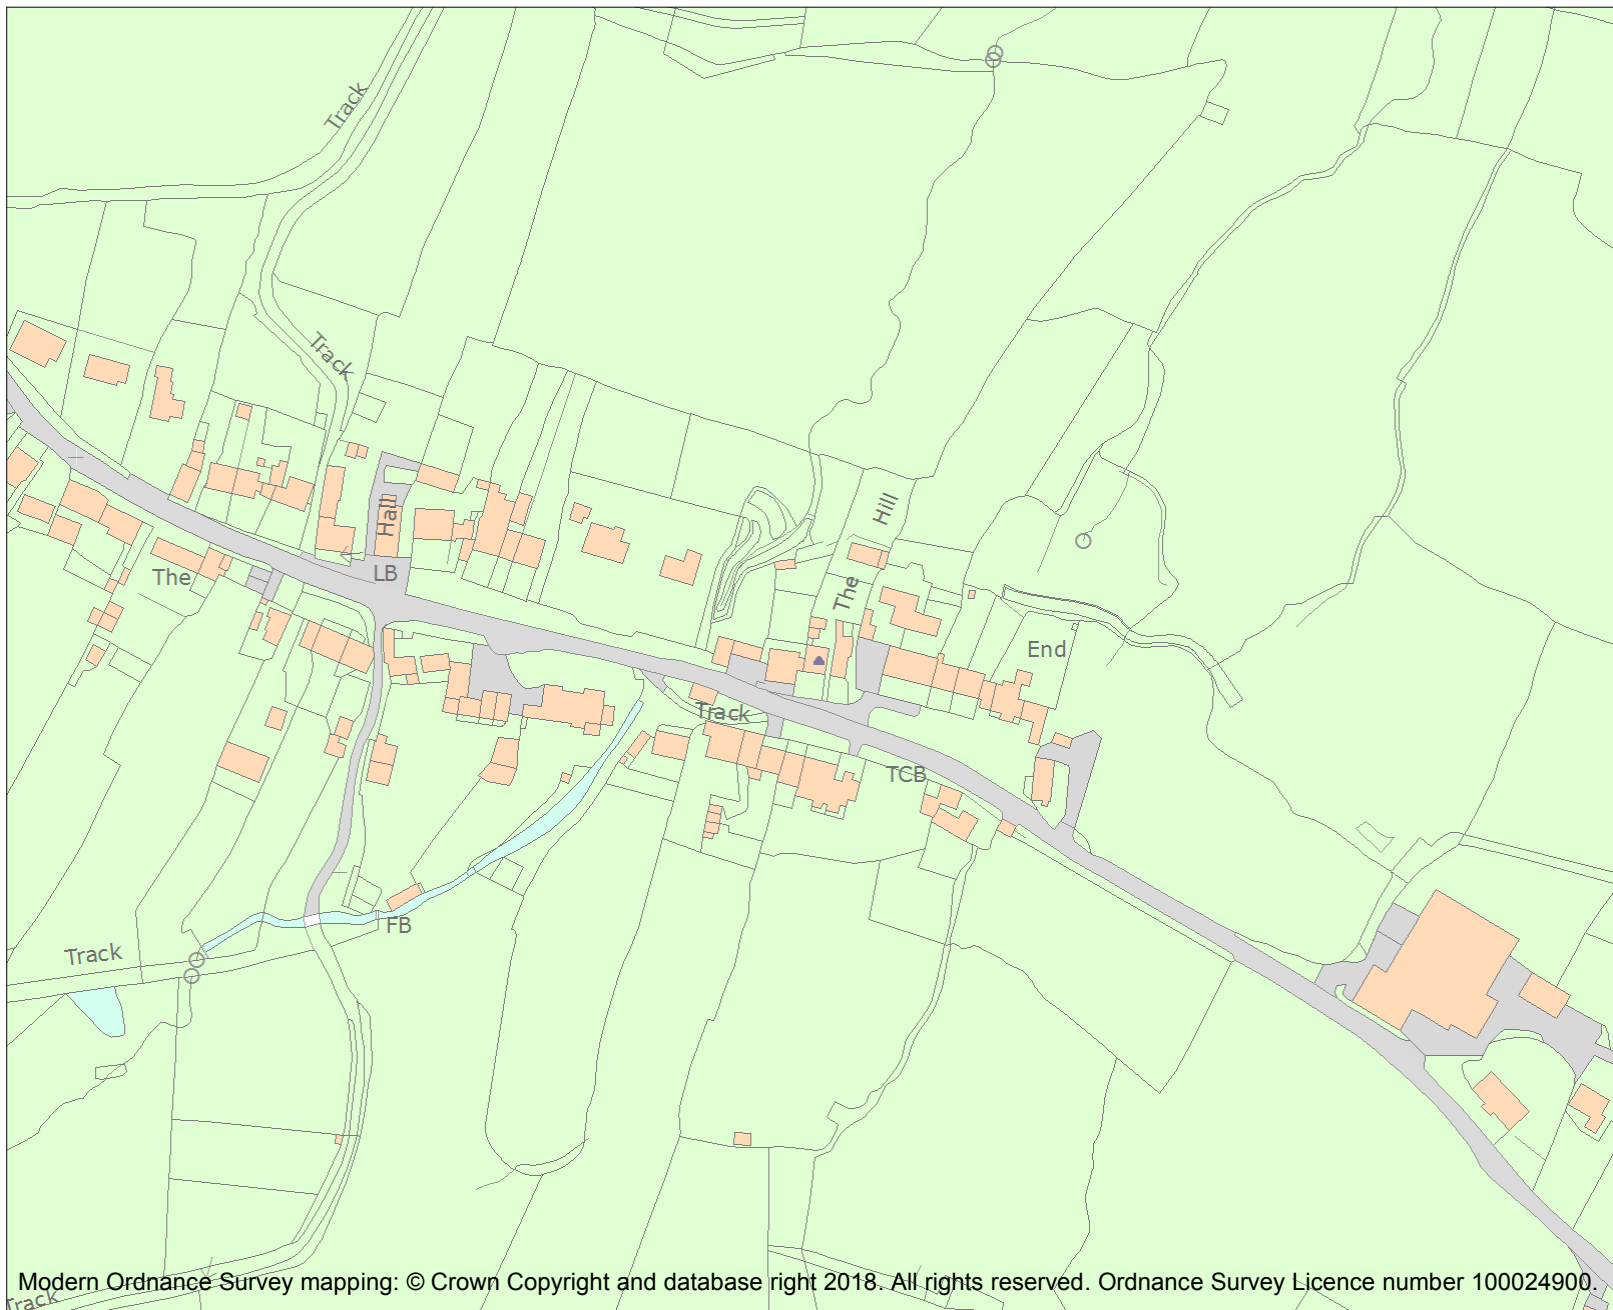 Track
Track
Hill
Hall
LB
The
The
End
Track
TCB
FB
Track
Modern Ordnance Survey mapping: © Crown Copyright and database right 2018. All rights reserved. Ordnance Survey Licence number 100024900.
Track